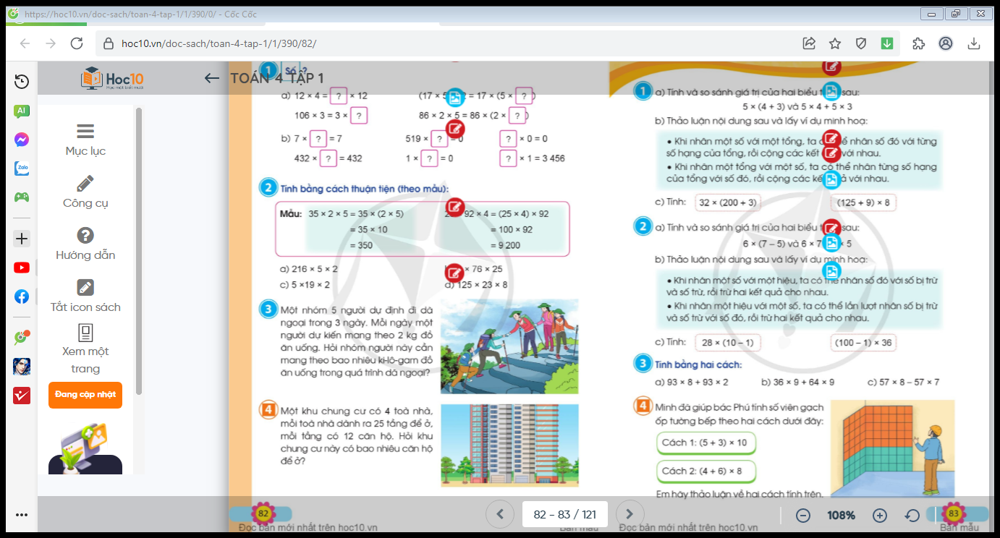 https://hoc10.vn/doc-sach/toan-4-tap-1/1/390/0/ - Cốc Cốc
hoc10.vn/doc-sach/toan-4-tap-1/1/390/82/
AI
Zalo
Hoc10
Học một biết mười
Mục lục
Công cụ
Hướng dẫn
Tắt icon sách
Xem một
trang
Đang cập nhật
TOÁN 4 TẬP 1
1 Số ?
a) 12 × 4 = ? × 12
(17 × 5 = 17 × (5 × ? )
106 × 3 = 3 × ?
86 × 2 × 5 = 86 × (2 × ? )
b) 7 × ? = 7
519 × ? = 0
? × 0 = 0
432 × ? = 432
1 × ? = 0
? × 1 = 3 456
2 Tính bằng cách thuận tiện (theo mẫu):
Mẫu: 35 × 2 × 5 = 35 × (2 × 5)
= 35 × 10
= 350
92 × 4 = (25 × 4) × 92
= 100 × 92
= 9 200
a) 216 × 5 × 2
× 76 × 25
c) 5 ×19 × 2
d) 125 × 23 × 8
3 Một nhóm 5 người dự định đi dã
ngoại trong 3 ngày. Mỗi ngày một
người dự kiến mang theo 2 kg đồ
ăn uống. Hỏi nhóm người này cần
mang theo bao nhiêu ki-lô-gam đồ
ăn uống trong quá trình dã ngoại?
4 Một khu chung cư có 4 toà nhà,
mỗi toà nhà dành ra 25 tầng để ở,
mỗi tầng có 12 căn hộ. Hỏi khu
chung cư này có bao nhiêu căn hộ
để ở?
82
Đọc bản mới nhất trên hoc10.vn
Bản mẫu
1 a) Tính và so sánh giá trị của hai biểu sau:
5 × (4 + 3) và 5 × 4 + 5 × 3
b) Thảo luận nội dung sau và lấy ví dụ minh hoạ:
• Khi nhân một số với một tổng, ta nhân số đó với từng
số hạng của tổng, rồi cộng các kết với nhau.
• Khi nhân một tổng với một số, ta có thể nhân từng số hạng
của tổng với số đó, rồi cộng các với nhau.
c) Tính: 32 × (200 + 3)
(125 + 9) × 8
2 a) Tính và so sánh giá trị của hai biểu sau:
6 × (7 – 5) và 6 × 7 × 5
b) Thảo luận nội dung sau và lấy ví dụ minh hoạ:
• Khi nhân một số với một hiệu, ta có thể nhân số đó với số bị trừ
và số trừ, rồi trừ hai kết quả cho nhau.
• Khi nhân một hiệu với một số, ta có thể lần lượt nhân số bị trừ
và số trừ với số đó, rồi trừ hai kết quả cho nhau.
c) Tính: 28 × (10 – 1)
(100 – 1) × 36
3 Tính bằng hai cách:
a) 93 × 8 + 93 × 2
b) 36 × 9 + 64 × 9
c) 57 × 8 – 57 × 7
4 Minh đã giúp bác Phú tính số viên gạch
ốp tường bếp theo hai cách dưới đây:
Cách 1: (5 + 3) × 10
Cách 2: (4 + 6) × 8
Em hãy thảo luận về hai cách tính trên.
83
Đọc bản mới nhất trên hoc10.vn
Bản mẫu
82 - 83 / 121
108%